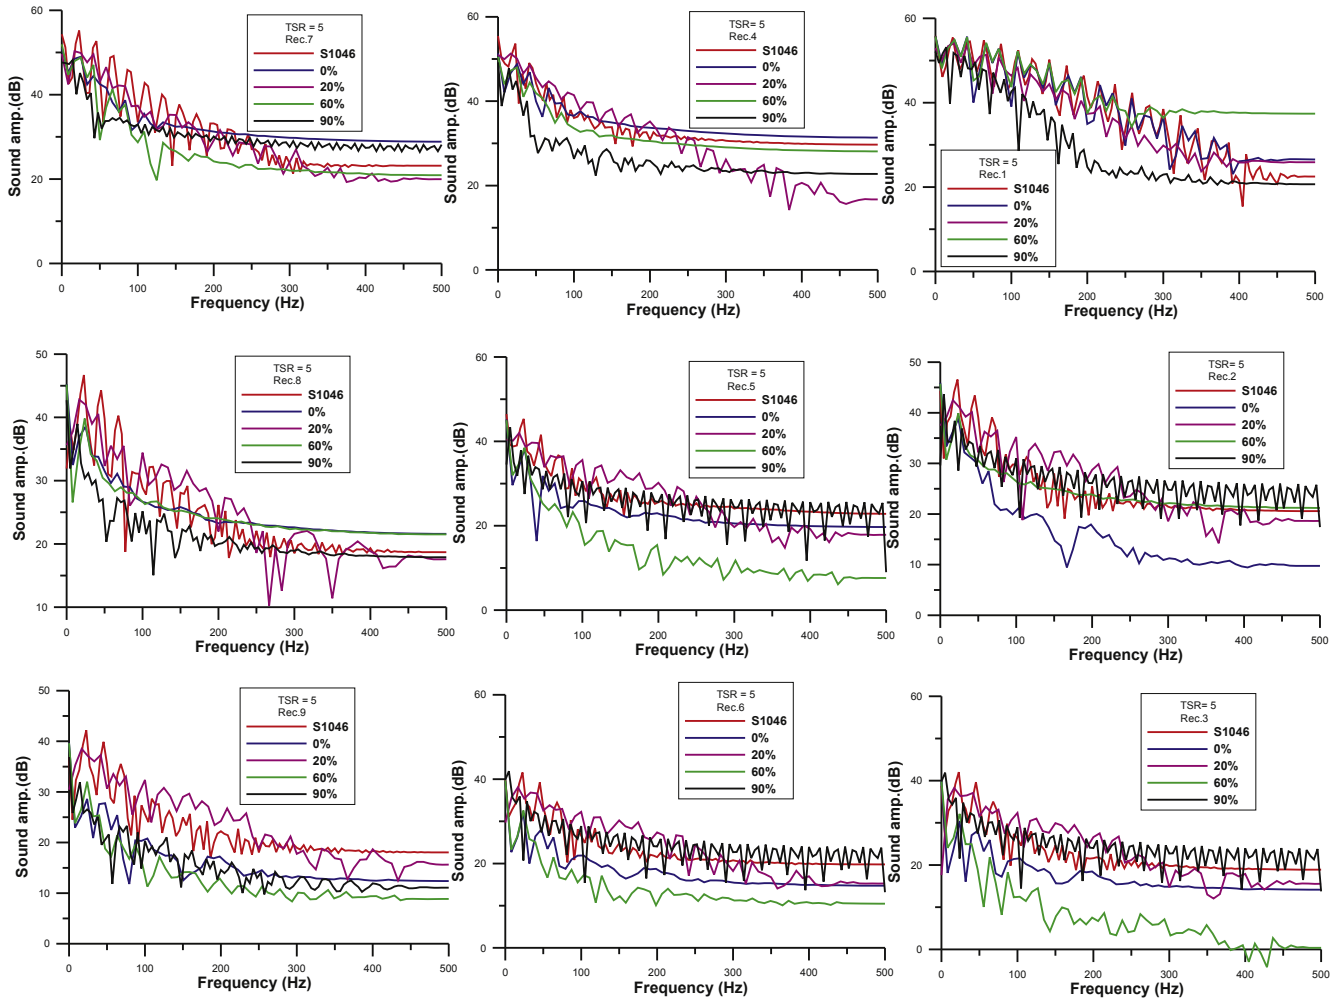 TSR = 5
Rec.7
S1046
0%
20%
60%
90%
Sound amp.(dB)
60
40
20
0
0 100 200 300 400 500
Frequency (Hz)
TSR= 5
Rec.4
S1046
0%
20%
60%
90%
Sound amp.(dB)
60
40
20
0
0 100 200 300 400 500
Frequency (Hz)
TSR = 5
Rec.1
S1046
0%
20%
60%
90%
Sound amp.(dB)
60
40
20
0
0 100 200 300 400 500
Frequency (Hz)
TSR = 5
Rec.8
S1046
0%
20%
60%
90%
Sound amp.(dB)
50
40
30
20
10
0 100 200 300 400 500
Frequency (Hz)
TSR = 5
Rec.5
S1046
0%
20%
60%
90%
Sound amp.(dB)
60
40
20
0
0 100 200 300 400 500
Frequency (Hz)
TSR = 5
Rec.2
S1046
0%
20%
60%
90%
Sound amp.(dB)
50
40
30
20
10
0
0 100 200 300 400 500
Frequency (Hz)
TSR = 5
Rec.9
S1046
0%
20%
60%
90%
Sound amp.(dB)
50
40
30
20
10
0
0 100 200 300 400 500
Frequency (Hz)
TSR = 5
Rec.6
S1046
0%
20%
60%
90%
Sound amp.(dB)
60
40
20
0
0 100 200 300 400 500
Frequency (Hz)
TSR= 5
Rec.3
S1046
0%
20%
60%
90%
Sound amp.(dB)
60
40
20
0
0 100 200 300 400 500
Frequency (Hz)